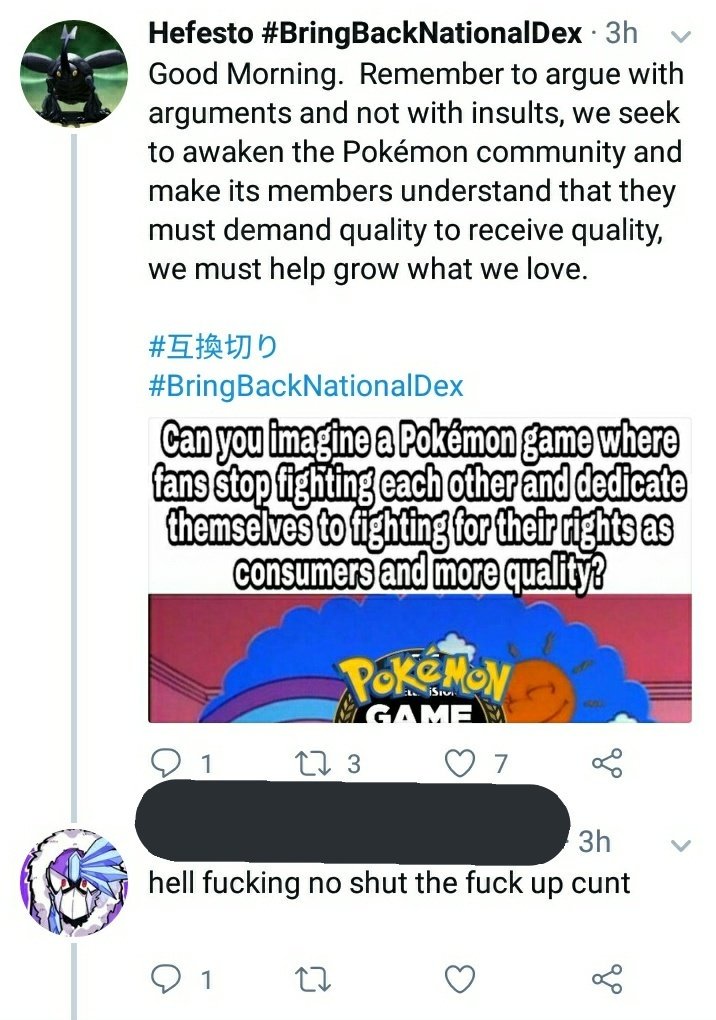 Hefesto #BringBackNationalDex · 3h
Good Morning.  Remember to argue with
arguments and not with insults, we seek
to awaken the Pokémon community and
make its members understand that they
must demand quality to receive quality,
we must help grow what we love.
#互換切り
#BringBackNationalDex
Can you imagine a Pokémon game where
fans stop fighting each other and dedicate
themselves to fighting for their rights as
consumers and more quality?
POKéMON
GAME
1
3
7
3h
hell fucking no shut the fuck up cunt
1